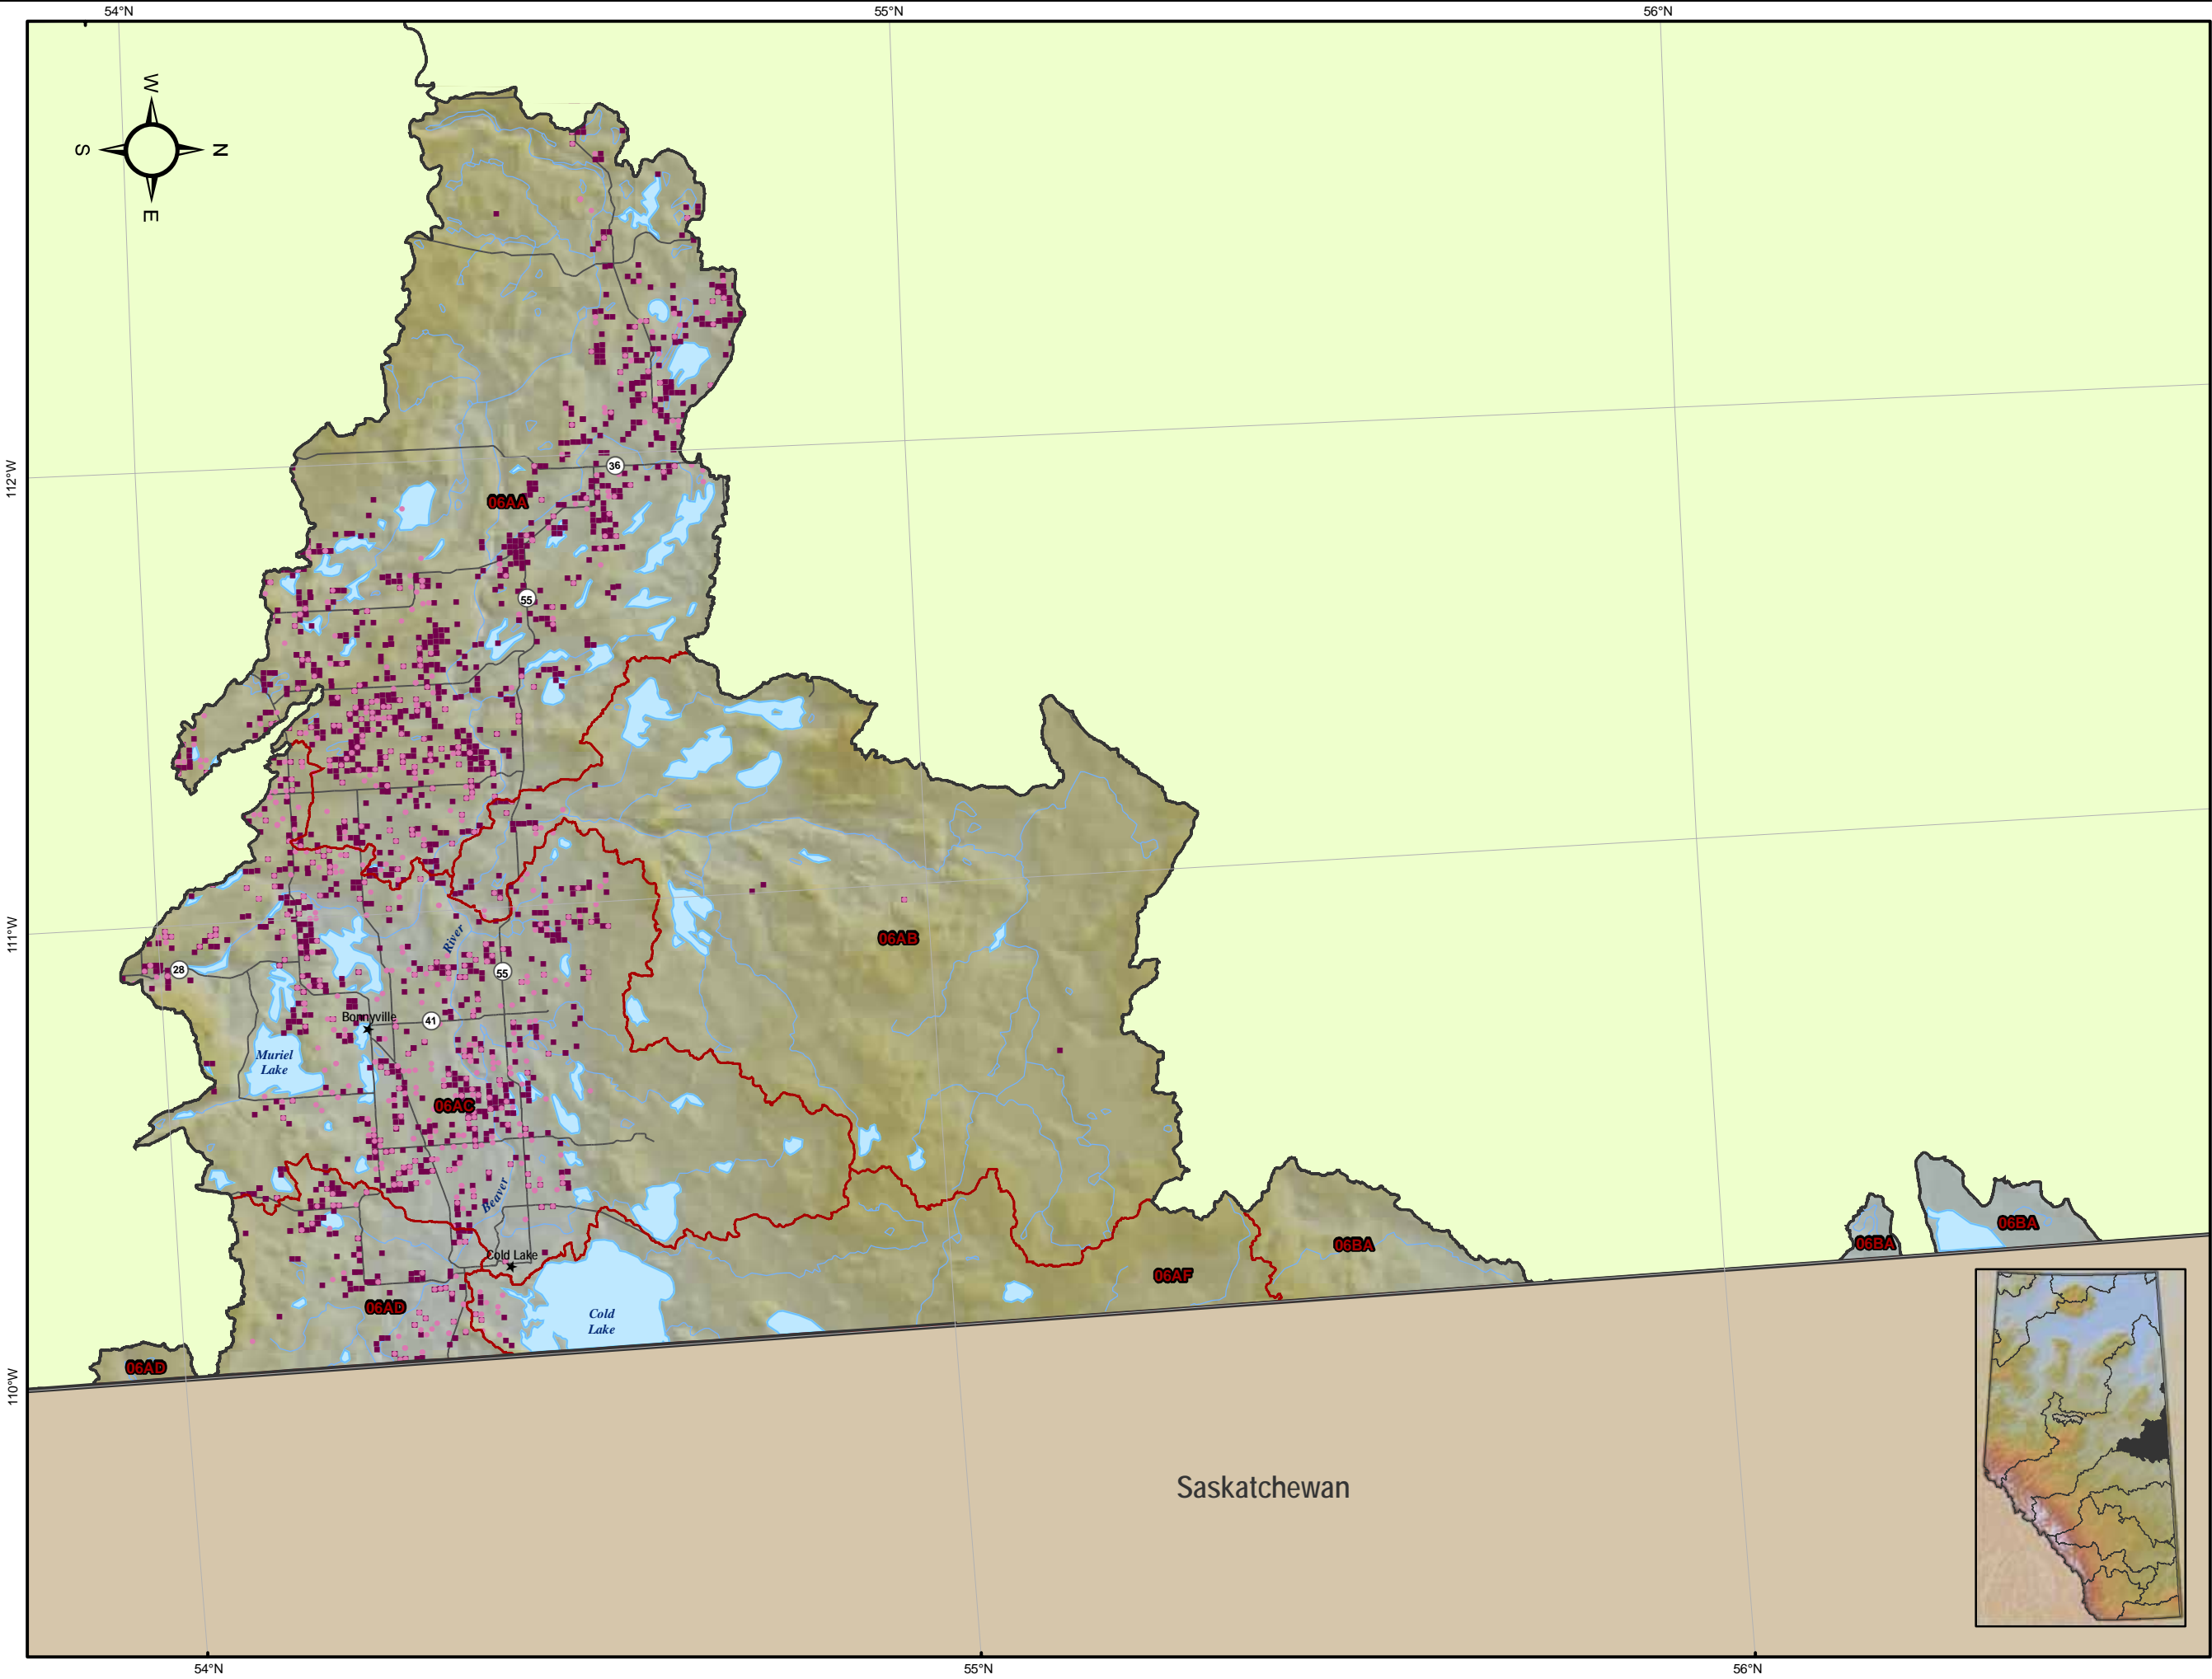 54°N
55°N
56°N
W
S
N
E
112°W
36
06AA
55
111°W
River
06AB
28
55
Bonnyville
41
Muriel
Lake
06AC
Beaver
06BA
06BA
06BA
Cold Lake
06AF
06AD
Cold
Lake
06AD
110°W
Saskatchewan
54°N
55°N
56°N